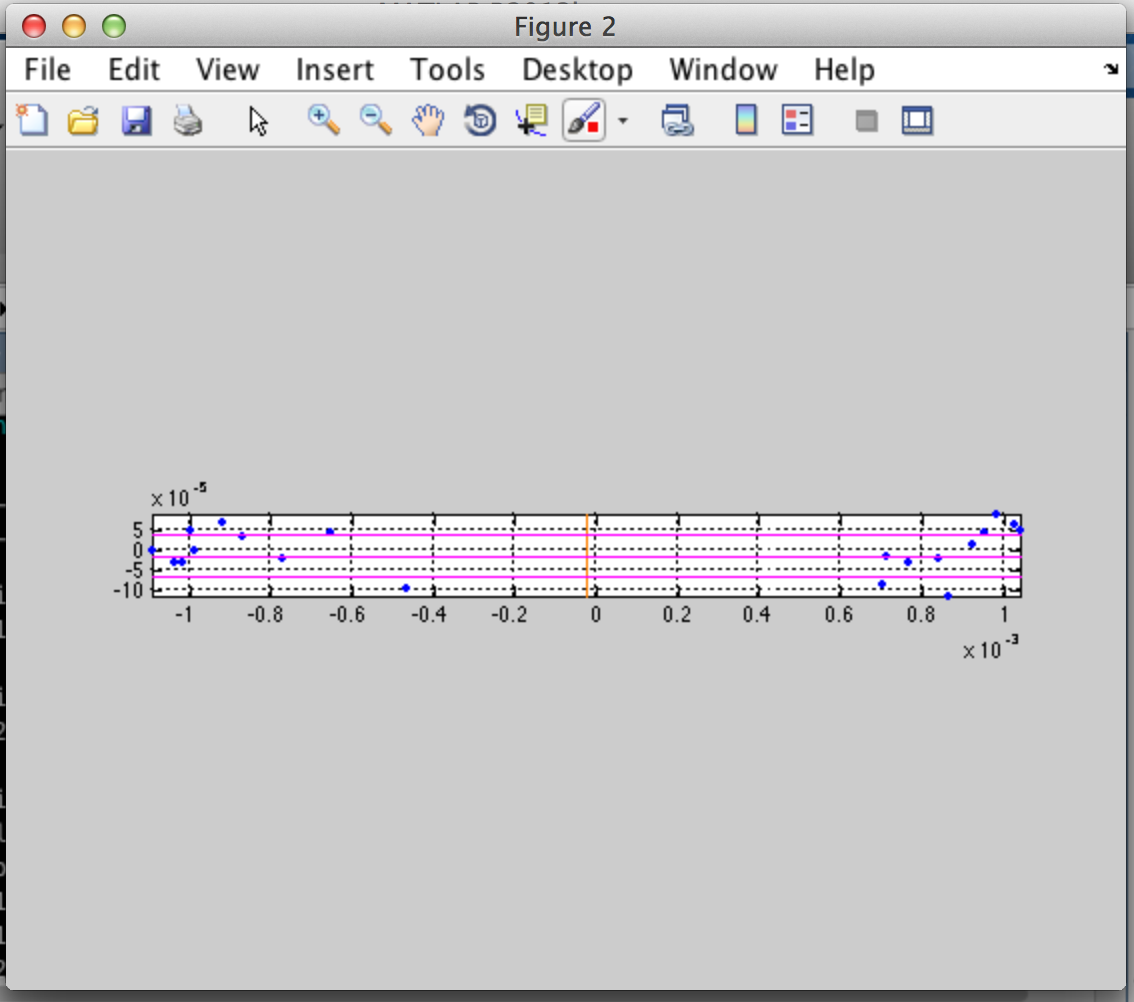 Figure 2
File Edit View Insert Tools Desktop Window Help
x 10 -5
5
0
-5
-10
-1 -0.8 -0.6 -0.4 -0.2 0 0.2 0.4 0.6 0.8 1
x 10 -3